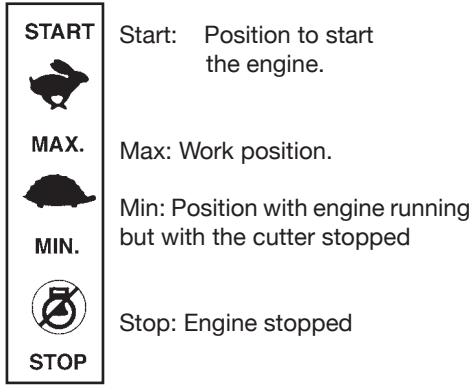 START
Start: Position to start
the engine.
MAX.
Max: Work position.
Min: Position with engine running
but with the cutter stopped
MIN.
Stop: Engine stopped
STOP